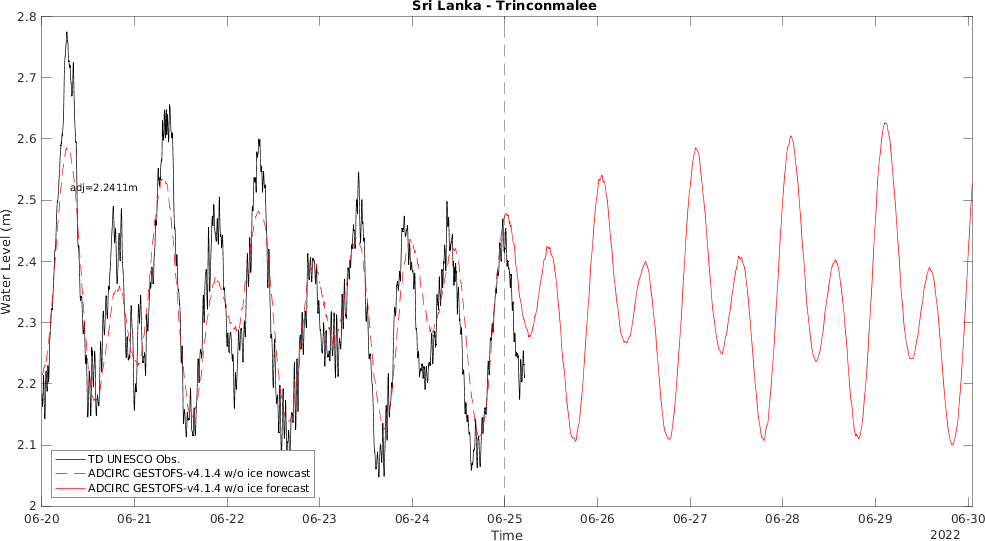 Sri Lanka - Trinconmalee
2.8
2.7
2.6
2.5
2.4
2.3
2.2
2.1
2
Water Level (m)
adj=2.2411m
TD UNESCO Obs.
ADCIRC GESTOFS-v4.1.4 w/o ice nowcast
ADCIRC GESTOFS-v4.1.4 w/o ice forecast
06-20 06-21 06-22 06-23 06-24 06-25 06-26 06-27 06-28 06-29 06-30
Time
2022